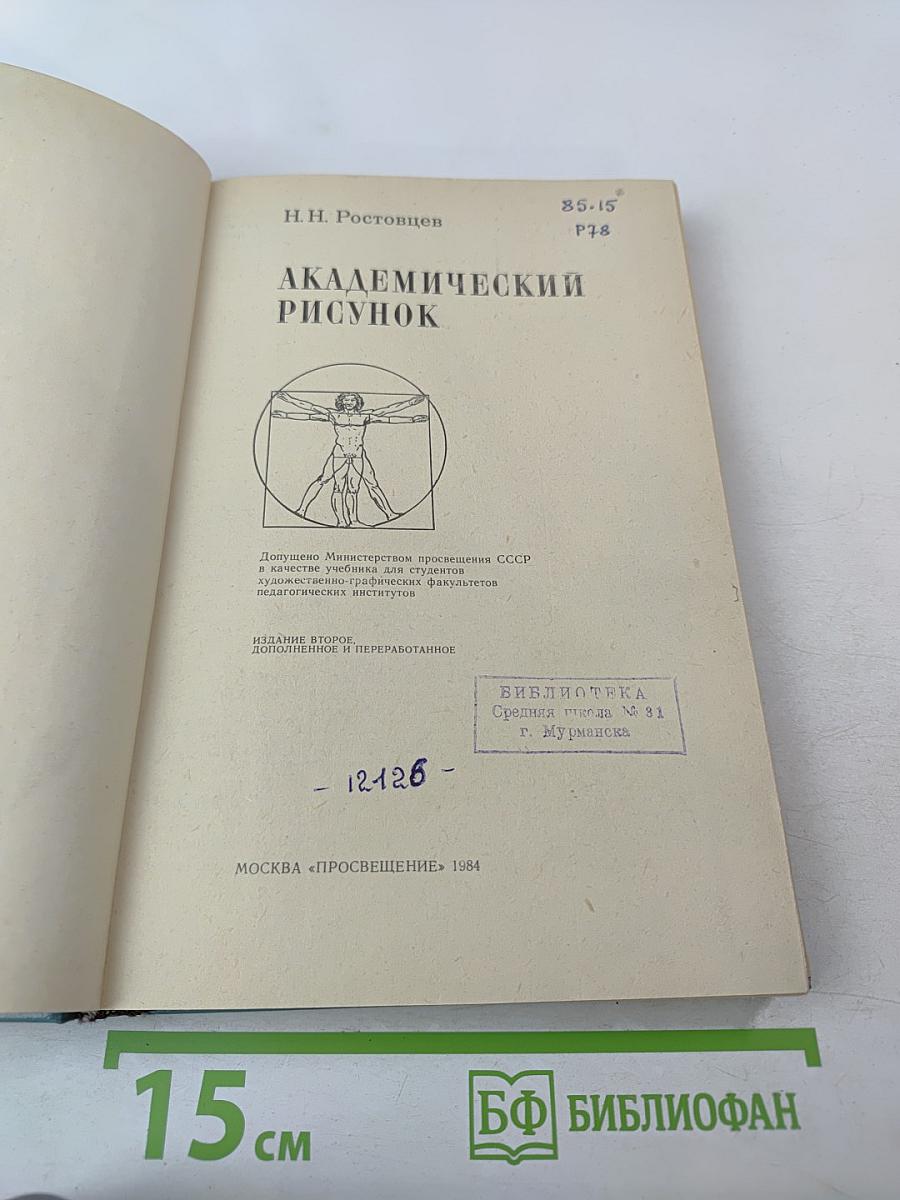 Н. Н. Ростовцев
85.15
Р78
АКАДЕМИЧЕСКИЙ
РИСУНОК
Допущено Министерством просвещения СССР
в качестве учебника для студентов
художественно-графических факультетов
педагогических институтов
ИЗДАНИЕ ВТОРОЕ,
ДОПОЛНЕННОЕ И ПЕРЕРАБОТАННОЕ
БИБЛИОТЕКА
Средняя школа № 31
г. Мурманска
- 12126 -
МОСКВА «ПРОСВЕЩЕНИЕ» 1984
15 см
БФ БИБЛИОФАН